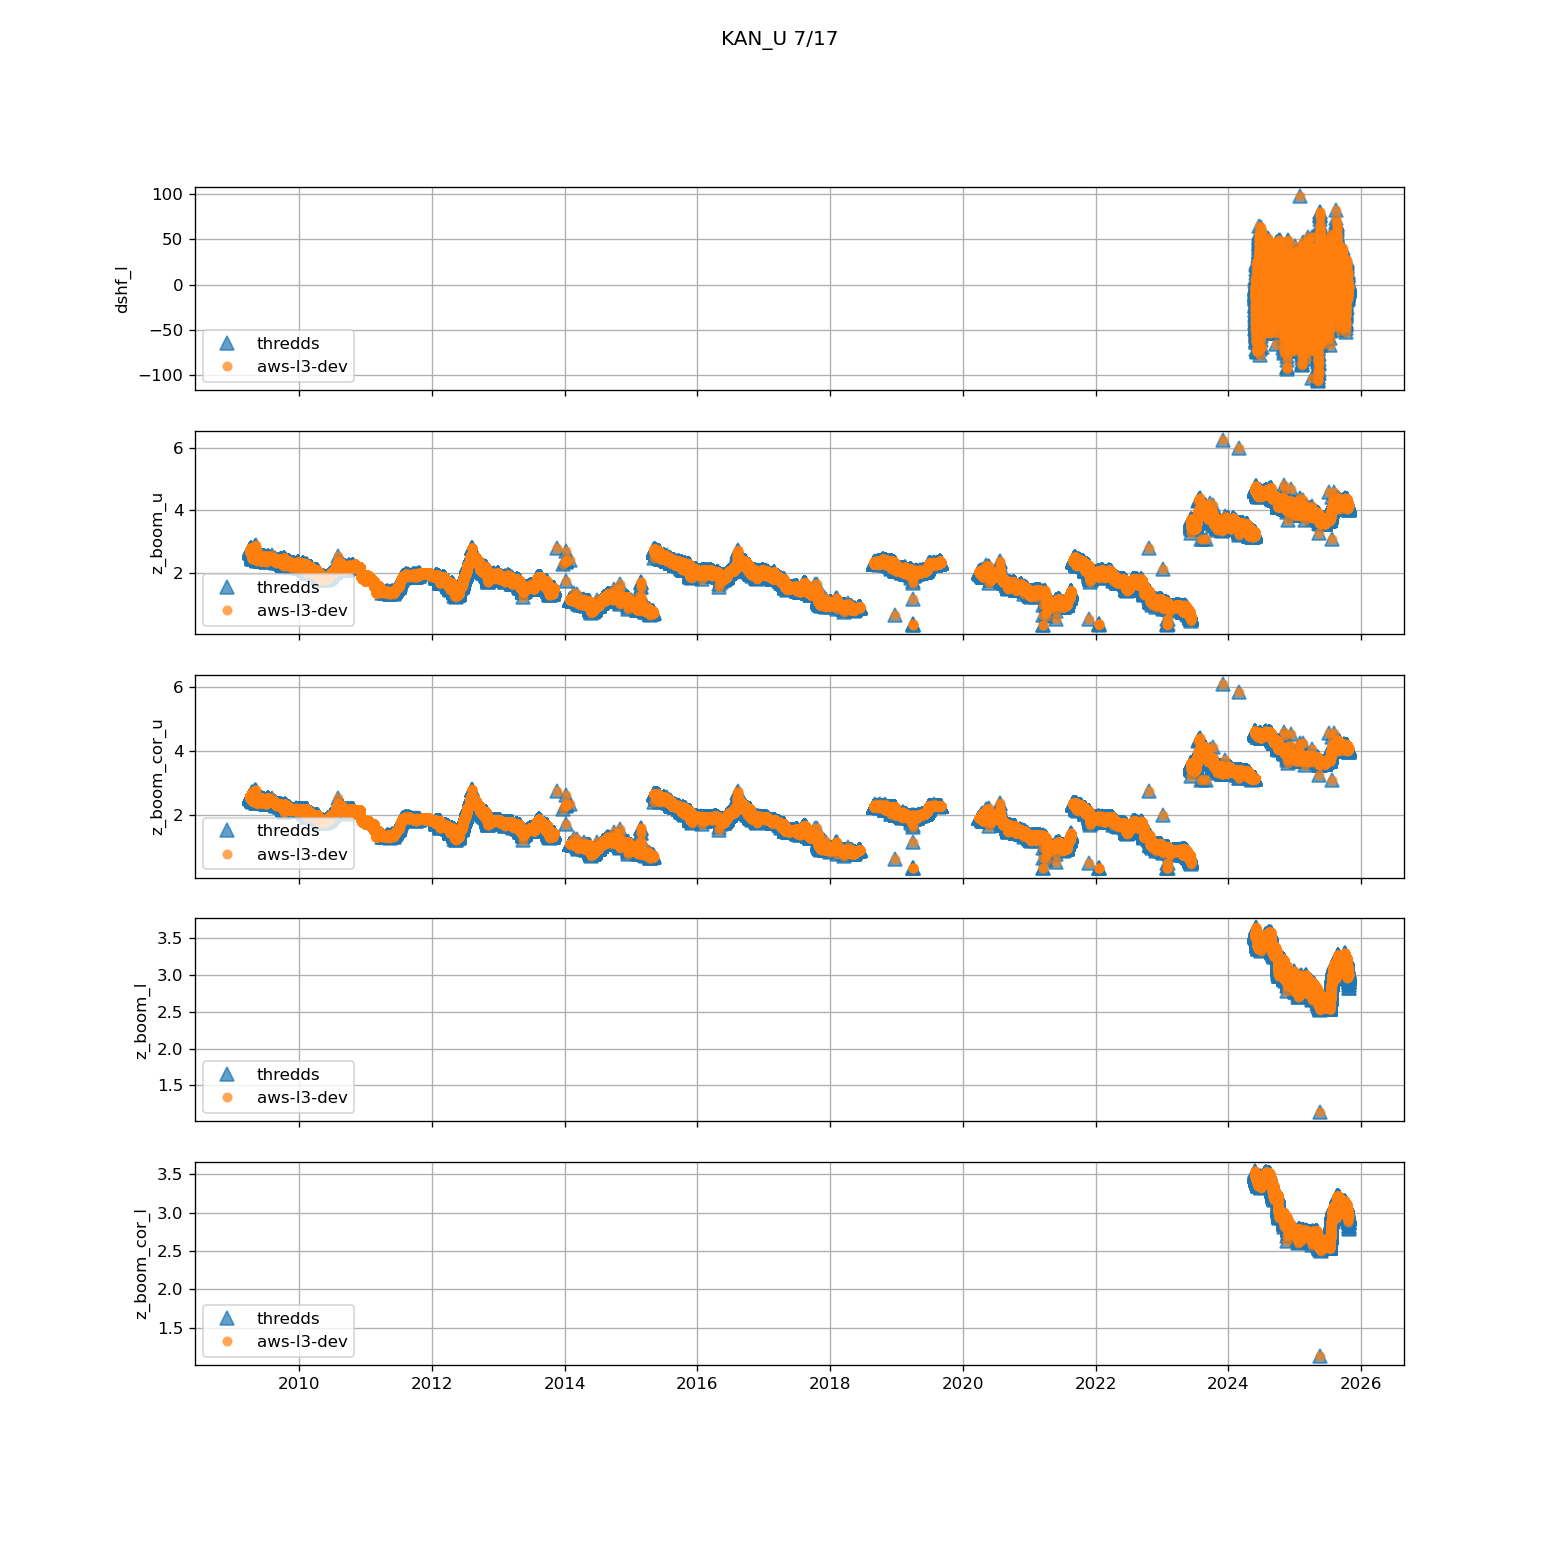 KAN_U 7/17
100
50
0
−50
−100
dshf_l
thredds
aws-l3-dev
6
4
2
z_boom_u
thredds
aws-l3-dev
6
4
2
z_boom_cor_u
thredds
aws-l3-dev
3.5
3.0
2.5
2.0
1.5
z_boom_l
thredds
aws-l3-dev
3.5
3.0
2.5
2.0
1.5
z_boom_cor_l
thredds
aws-l3-dev
2010 2012 2014 2016 2018 2020 2022 2024 2026